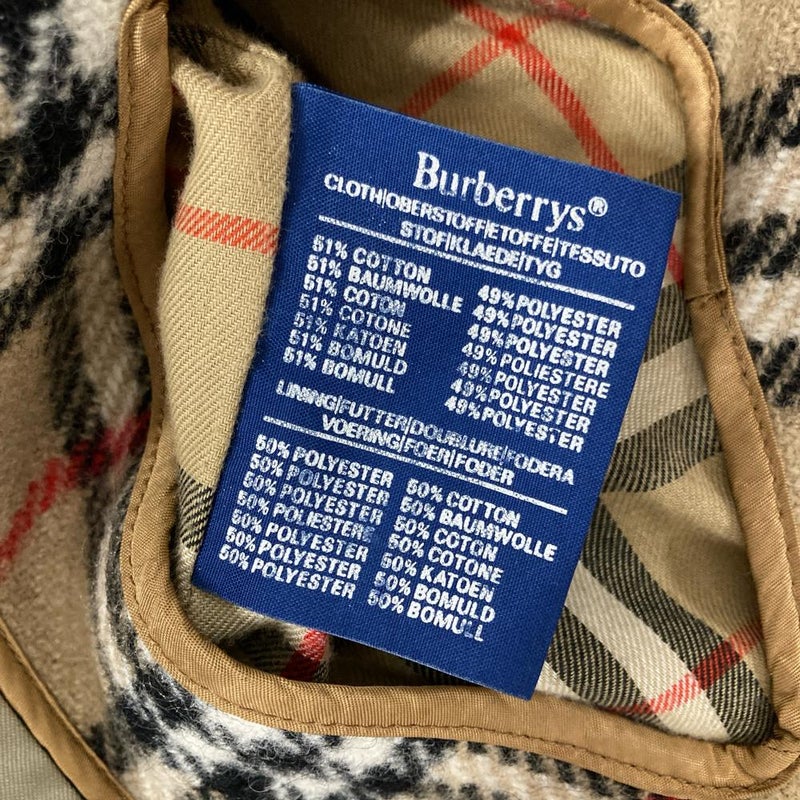 Burberrys®
CLOTH|OBERSTOFF|ETOFFE|TESSUTO
STOF|KLAEDE|TYG
51% COTTON 49% POLYESTER
51% BAUMWOLLE 49% POLYESTER
51% COTON 49% POLYESTER
51% COTONE 49% POLIESTERE
51% KATOEN 49% POLYESTER
51% BOMULD 49% POLYESTER
51% BOMULL 49% POLYESTER
LINING|FUTTER|DOUBLURE|FODERA
VOERING|FOER|FODER
50% POLYESTER 50% COTTON
50% POLYESTER 50% BAUMWOLLE
50% POLYESTER 50% COTON
50% POLIESTERE 50% COTONE
50% POLYESTER 50% KATOEN
50% POLYESTER 50% BOMULD
50% POLYESTER 50% BOMULL